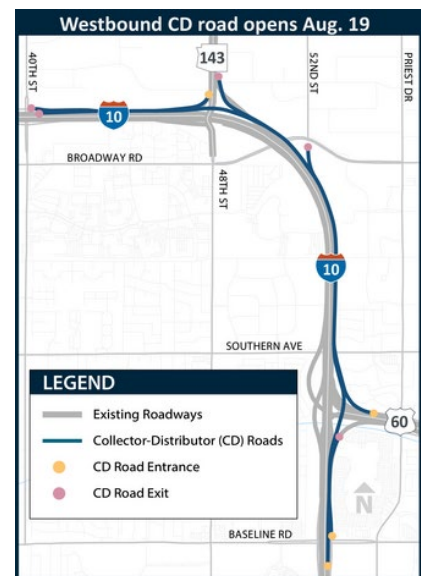 Westbound CD road opens Aug. 19
40TH ST
143
52ND ST
PRIEST DR
10
BROADWAY RD
48TH ST
10
SOUTHERN AVE
LEGEND
Existing Roadways
Collector-Distributor (CD) Roads
CD Road Entrance
CD Road Exit
60
N
BASELINE RD